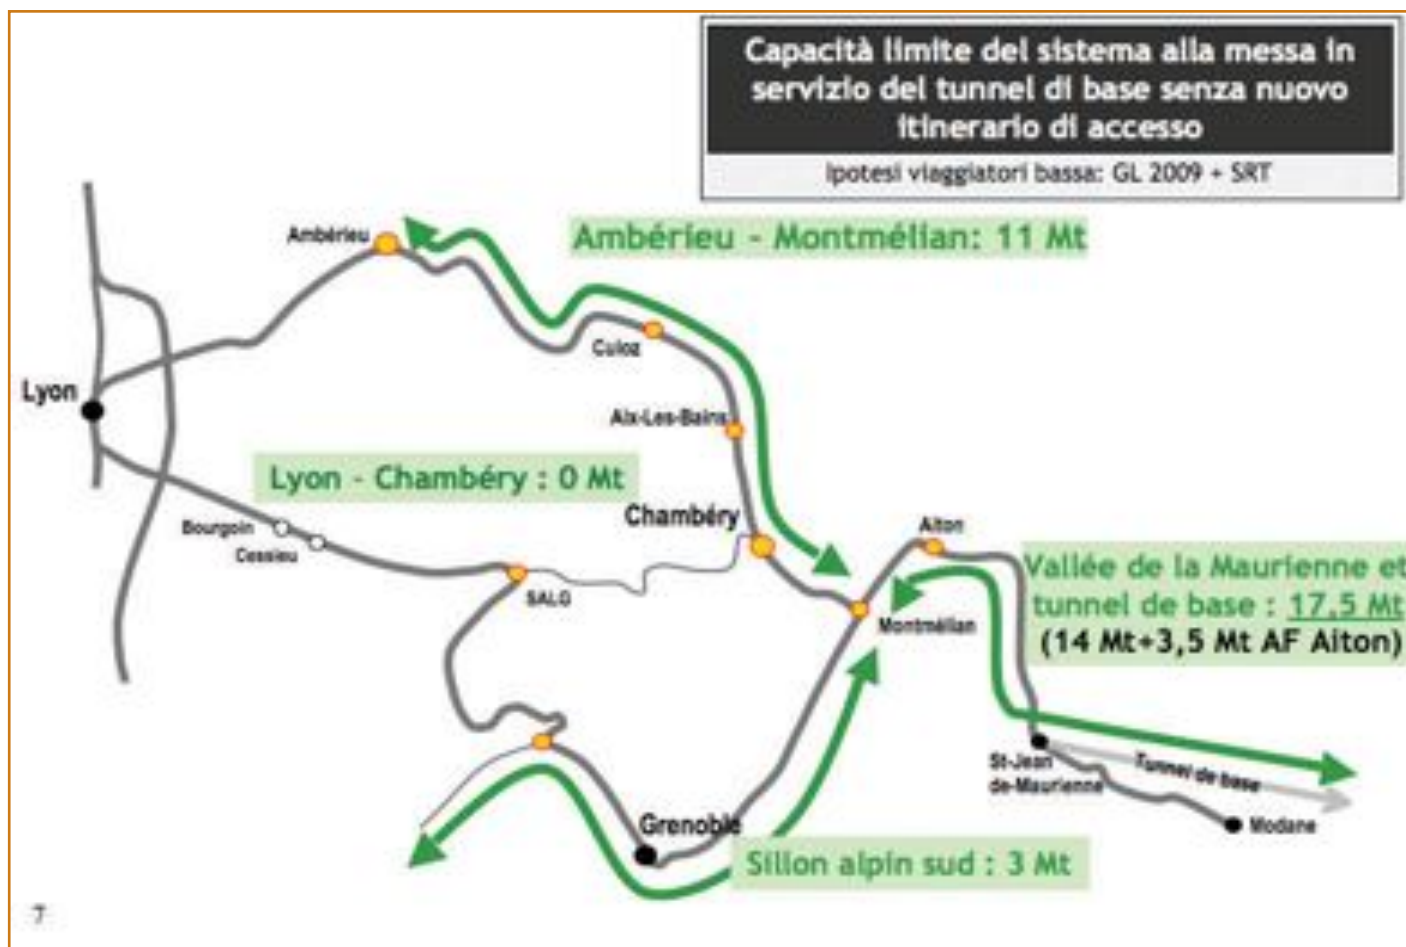 Capacità limite del sistema alla messa in
servizio del tunnel di base senza nuovo
itinerario di accesso
Ipotesi viaggiatori bassa: GL 2009 + SRT
Ambérieu
Ambérieu - Montmélian: 11 Mt
Culoz
Lyon
Aix-Les-Bains
Lyon - Chambéry : 0 Mt
Chambéry
Bourgoin
Cessieu
Aiton
SALG
Montmélian
Vallée de la Maurienne et
tunnel de base : 17,5 Mt
(14 Mt+3,5 Mt AF Aiton)
St-Jean
de-Maurienne
Tunnel de base
Modane
Grenoble
Sillon alpin sud : 3 Mt
7